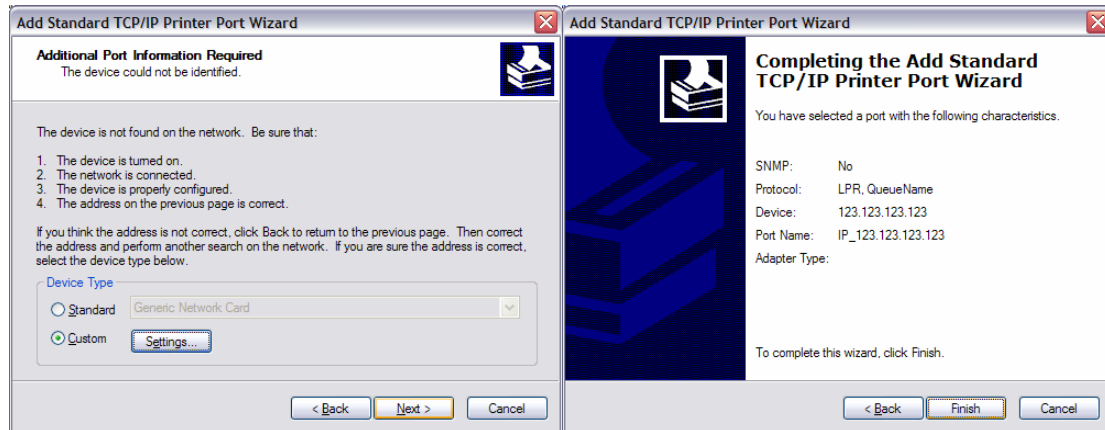 Add Standard TCP/IP Printer Port Wizard
Additional Port Information Required
The device could not be identified.
The device is not found on the network.  Be sure that:
1.  The device is turned on.
2.  The network is connected.
3.  The device is properly configured.
4.  The address on the previous page is correct.
If you think the address is not correct, click Back to return to the previous page.  Then correct
the address and perform another search on the network.  If you are sure the address is correct,
select the device type below.
Device Type
Standard
Generic Network Card
Custom
Settings...
< Back
Next >
Cancel
Add Standard TCP/IP Printer Port Wizard
Completing the Add Standard
TCP/IP Printer Port Wizard
You have selected a port with the following characteristics.
SNMP: No
Protocol: LPR, QueueName
Device: 123.123.123.123
Port Name: IP_123.123.123.123
Adapter Type:
To complete this wizard, click Finish.
< Back
Finish
Cancel